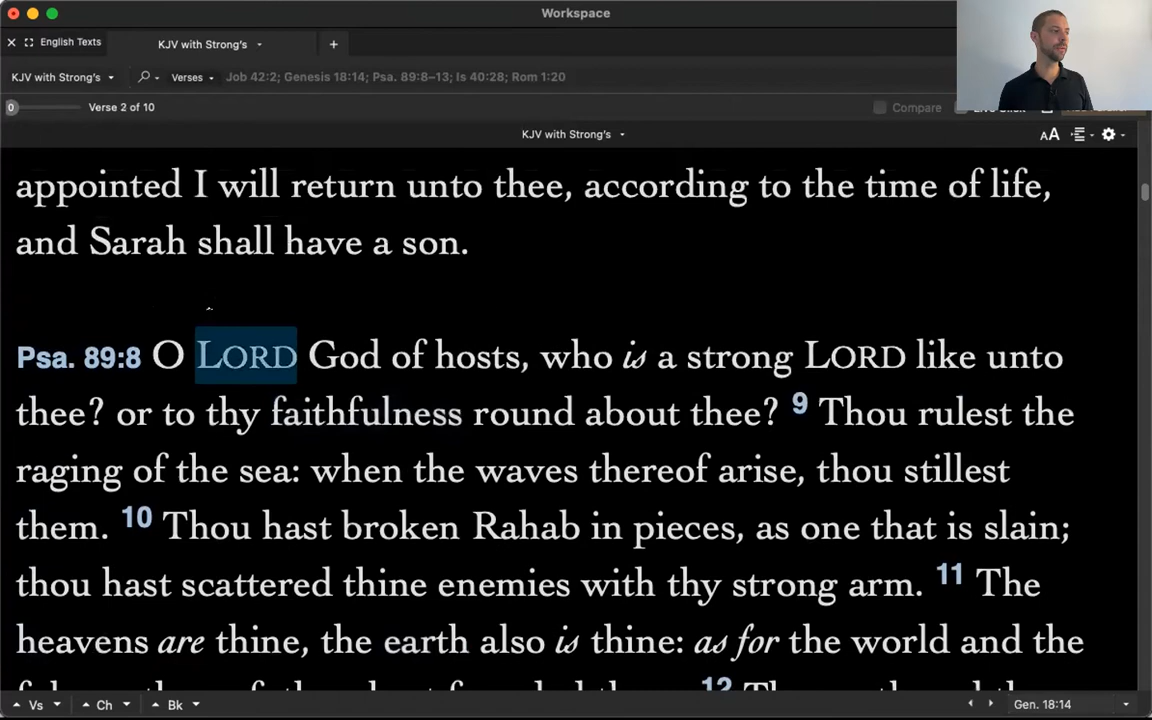 Workspace
English Texts
KJV with Strong's
KJV with Strong's
Verses
Job 42:2; Genesis 18:14; Psa. 89:8–13; Is 40:28; Rom 1:20
0
Verse 2 of 10
Compare
KJV with Strong's
AA
appointed I will return unto thee, according to the time of life,
and Sarah shall have a son.
Psa. 89:8 O LORD God of hosts, who is a strong LORD like unto
thee? or to thy faithfulness round about thee? 9 Thou rulest the
raging of the sea: when the waves thereof arise, thou stillest
them. 10 Thou hast broken Rahab in pieces, as one that is slain;
thou hast scattered thine enemies with thy strong arm. 11 The
heavens are thine, the earth also is thine: as for the world and the
12
Vs
Ch
Bk
Gen. 18:14